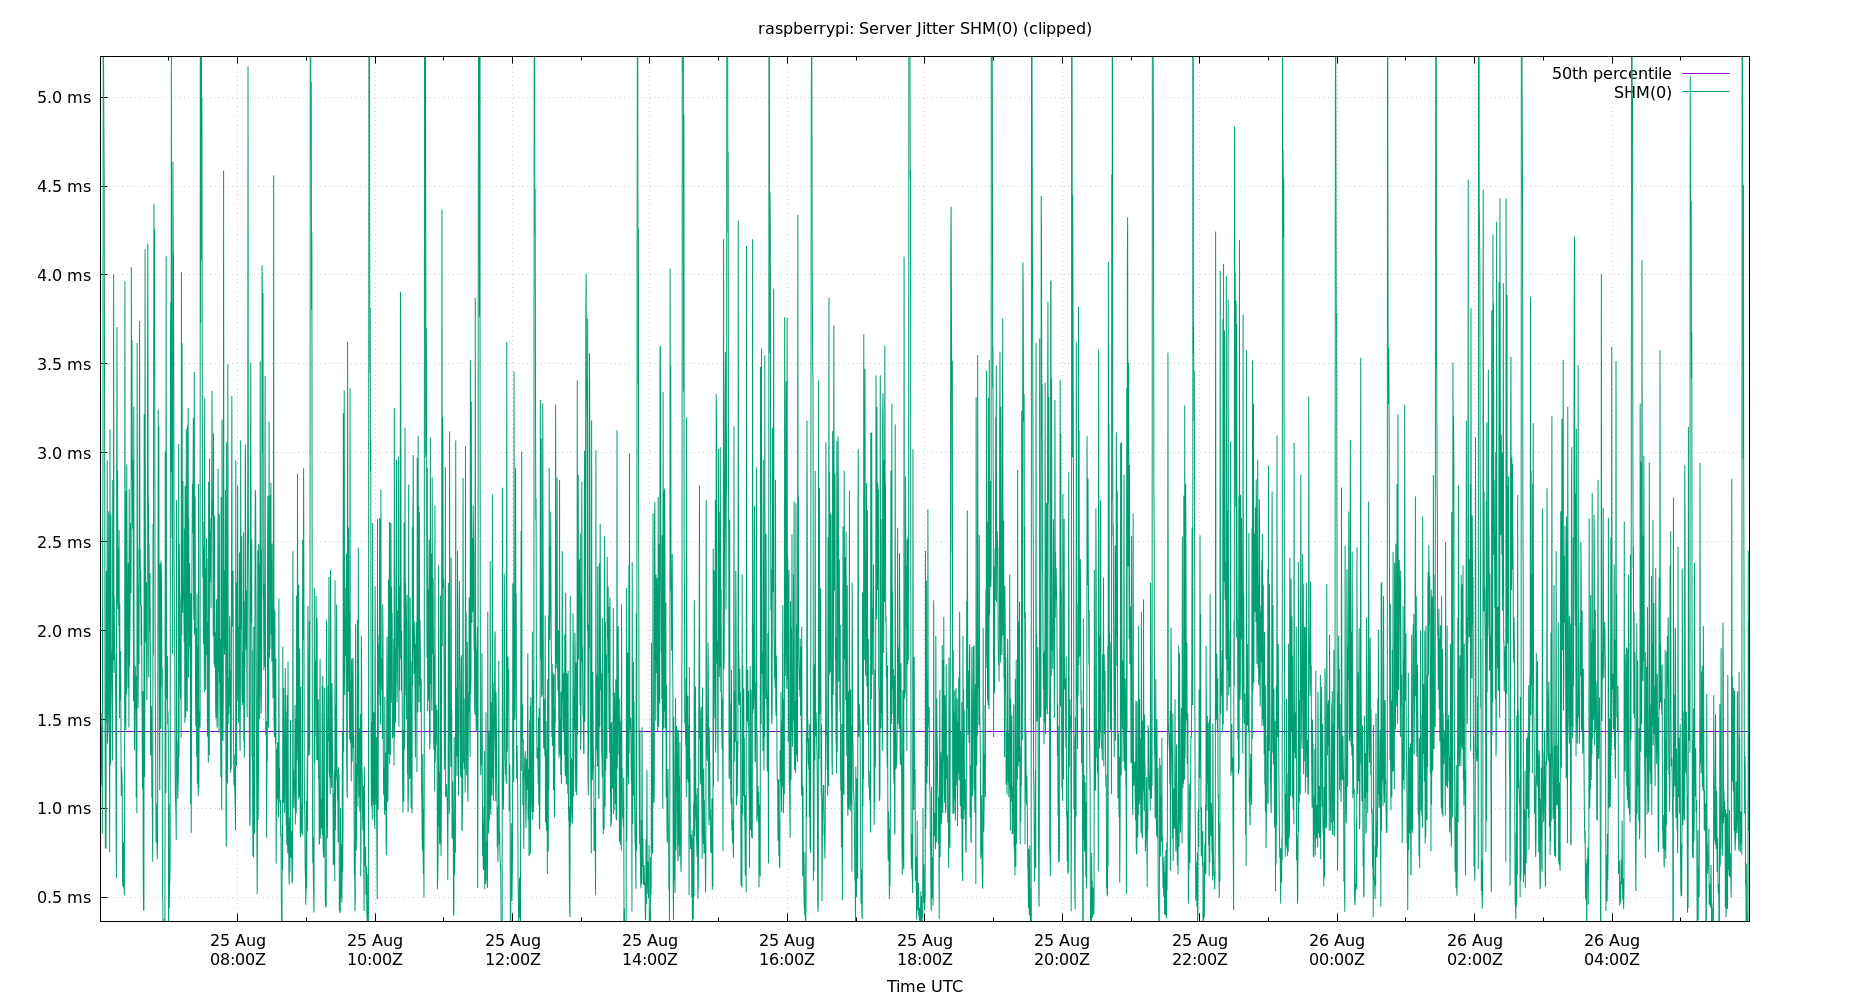 raspberrypi: Server Jitter SHM(0) (clipped)
50th percentile
SHM(0)
5.0 ms
4.5 ms
4.0 ms
3.5 ms
3.0 ms
2.5 ms
2.0 ms
1.5 ms
1.0 ms
0.5 ms
25 Aug 25 Aug 25 Aug 25 Aug 25 Aug 25 Aug 25 Aug 25 Aug 26 Aug 26 Aug 26 Aug
08:00Z 10:00Z 12:00Z 14:00Z 16:00Z 18:00Z 20:00Z 22:00Z 00:00Z 02:00Z 04:00Z
Time UTC